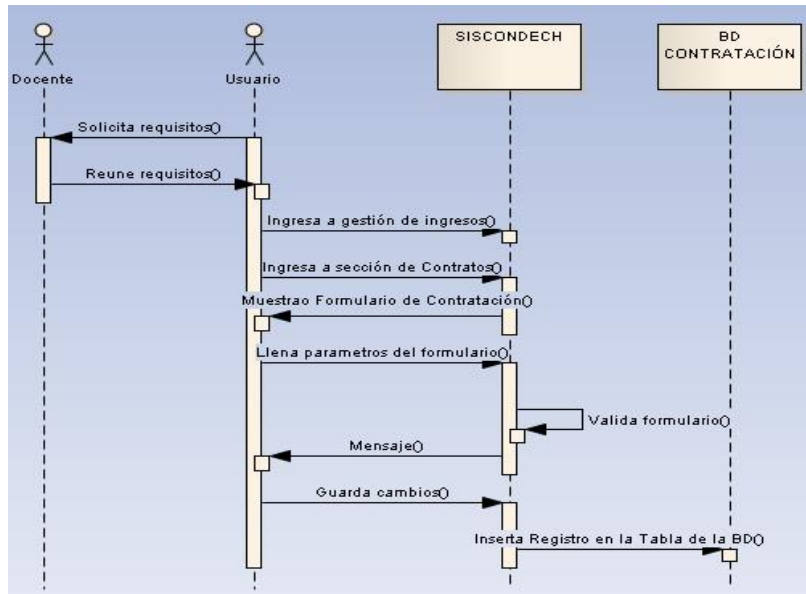 SISCONDECH
BD
CONTRATACIÓN
Docente
Usuario
Solicita requisitos()
Reune requisitos()
Ingresa a gestión de ingresos()
Ingresa a sección de Contratos()
Muestrao Formulario de Contratación()
Llena parametros del formulario()
Valida formulario()
Mensaje()
Guarda cambios()
Inserta Registro en la Tabla de la BD()